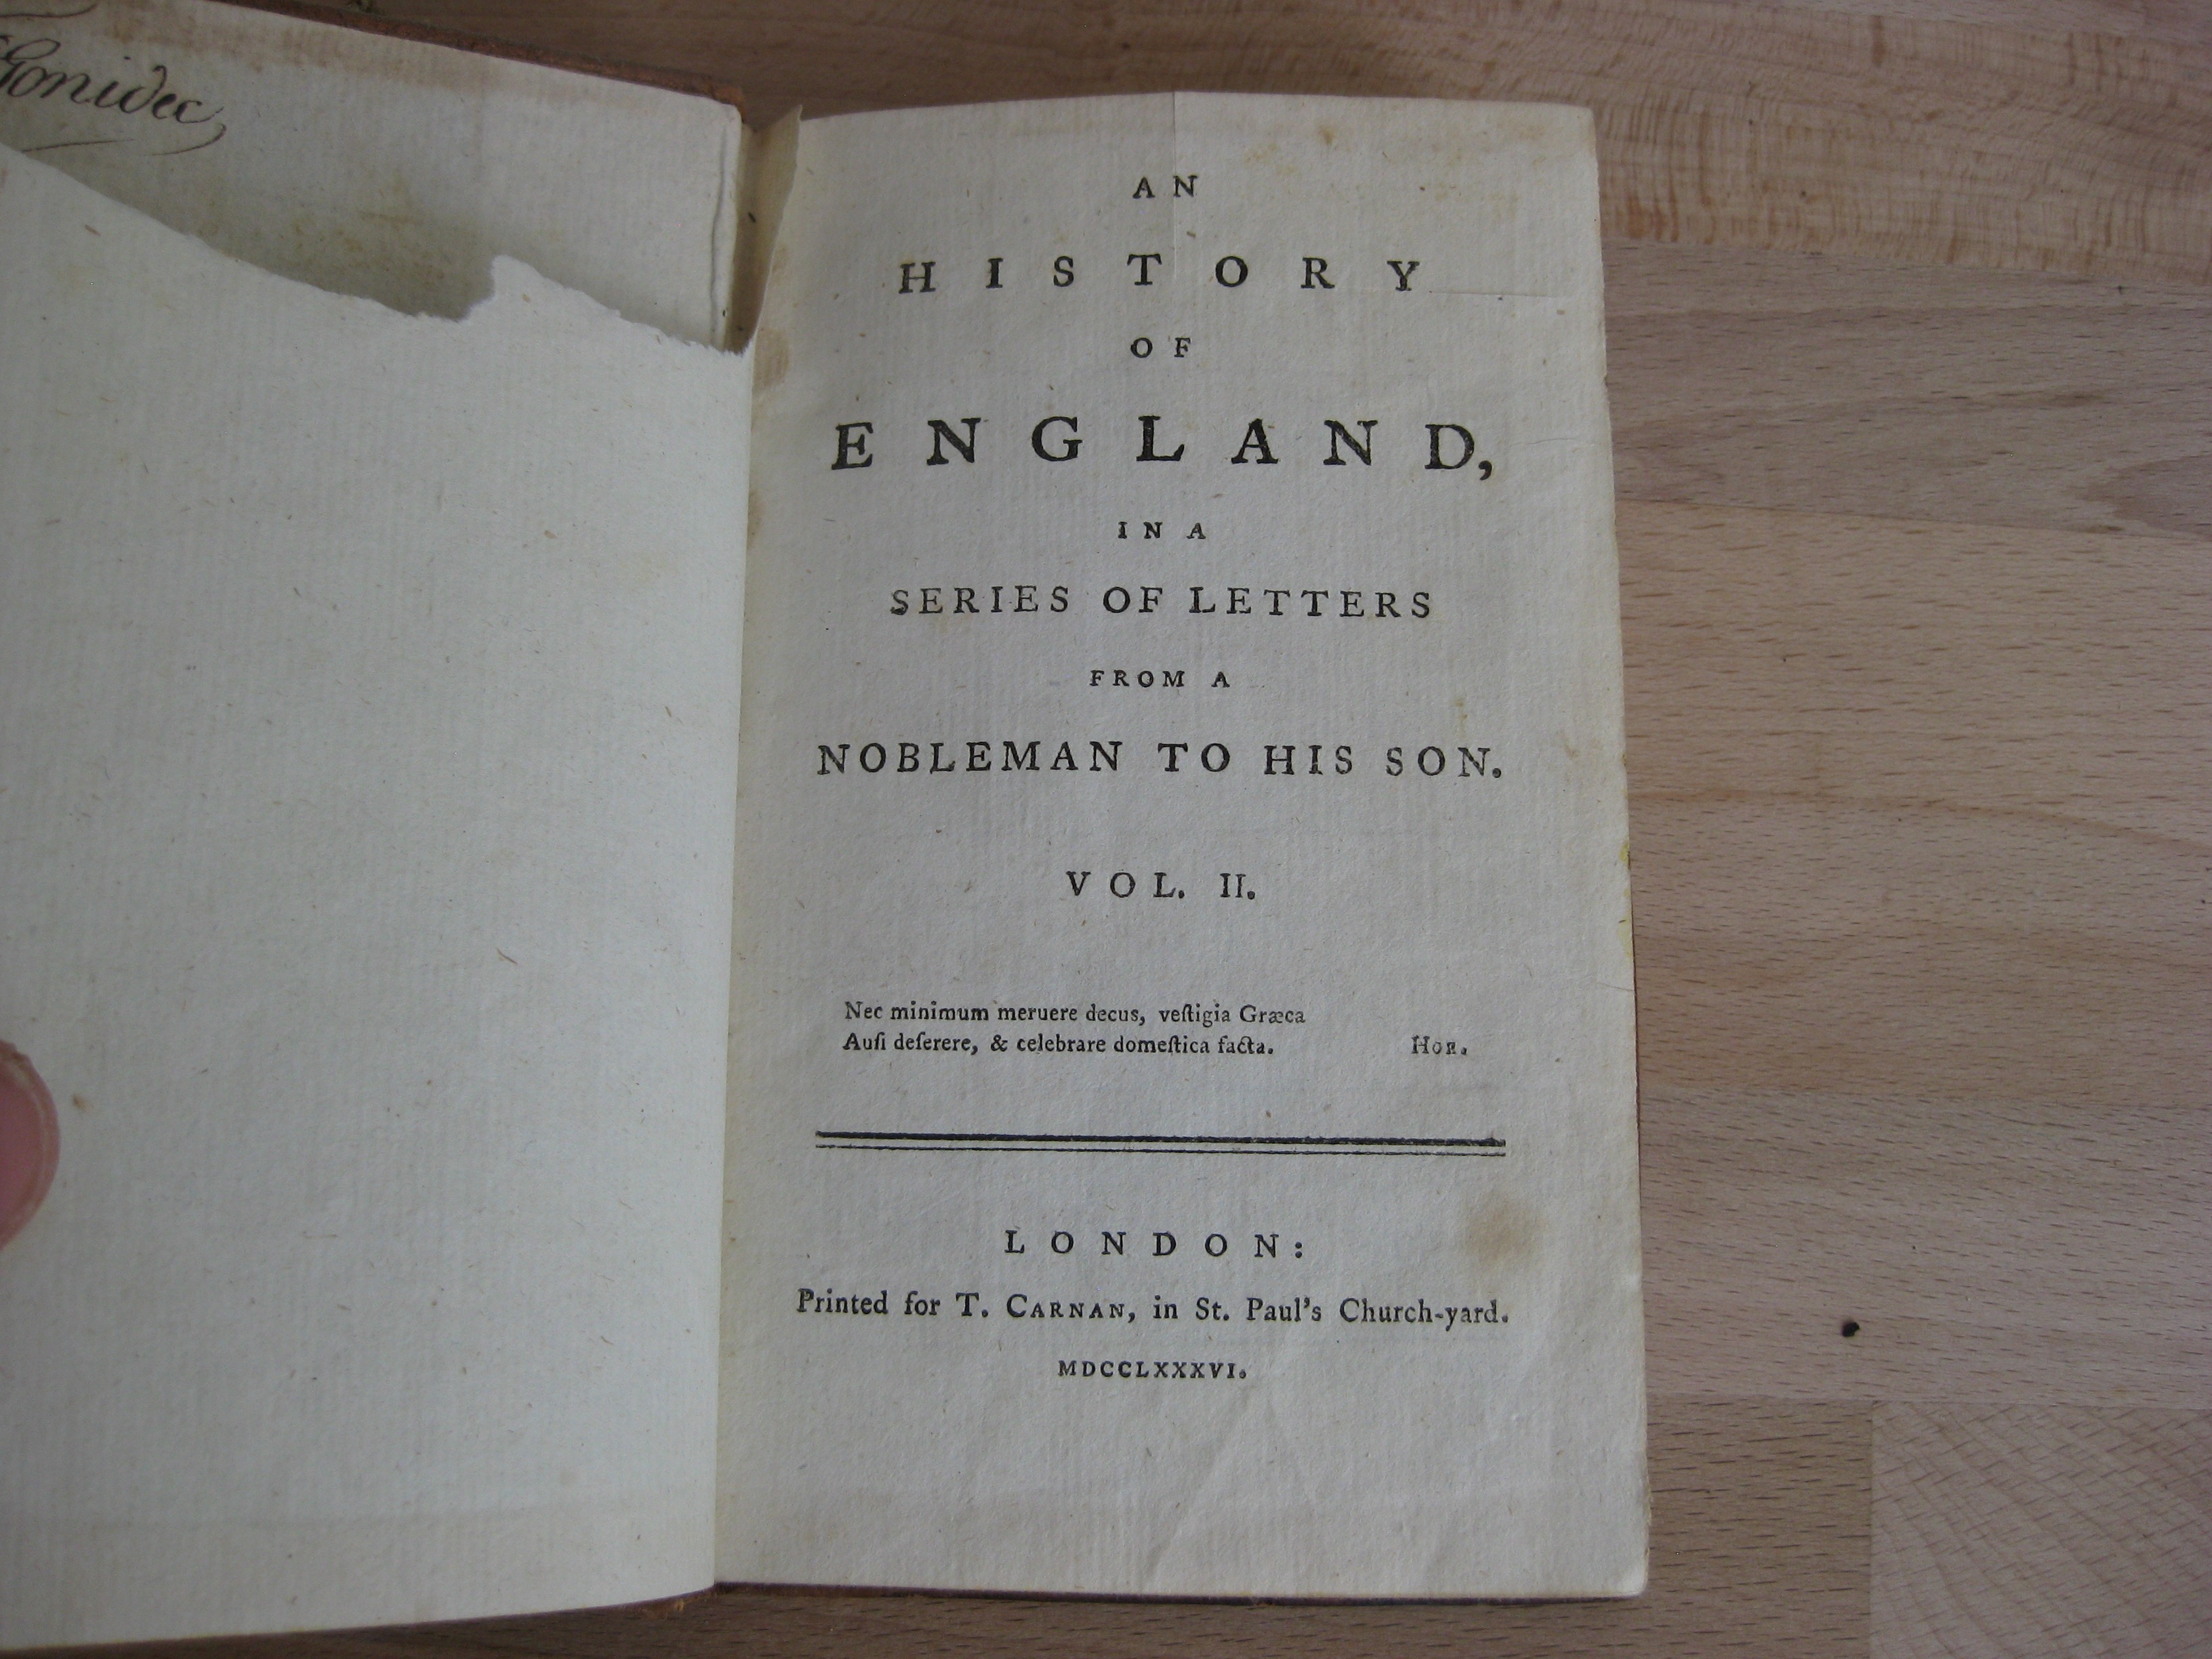 Gonidec
AN
HISTORY
OF
ENGLAND,
IN A
SERIES OF LETTERS
FROM A
NOBLEMAN TO HIS SON.
VOL. II.
Nec minimum meruere decus, veſtigia Græca
Auſi deſerere, & celebrare domeſtica facta. Hor.
LONDON:
Printed for T. Carnan, in St. Paul's Church-yard.
MDCCLXXXVI.